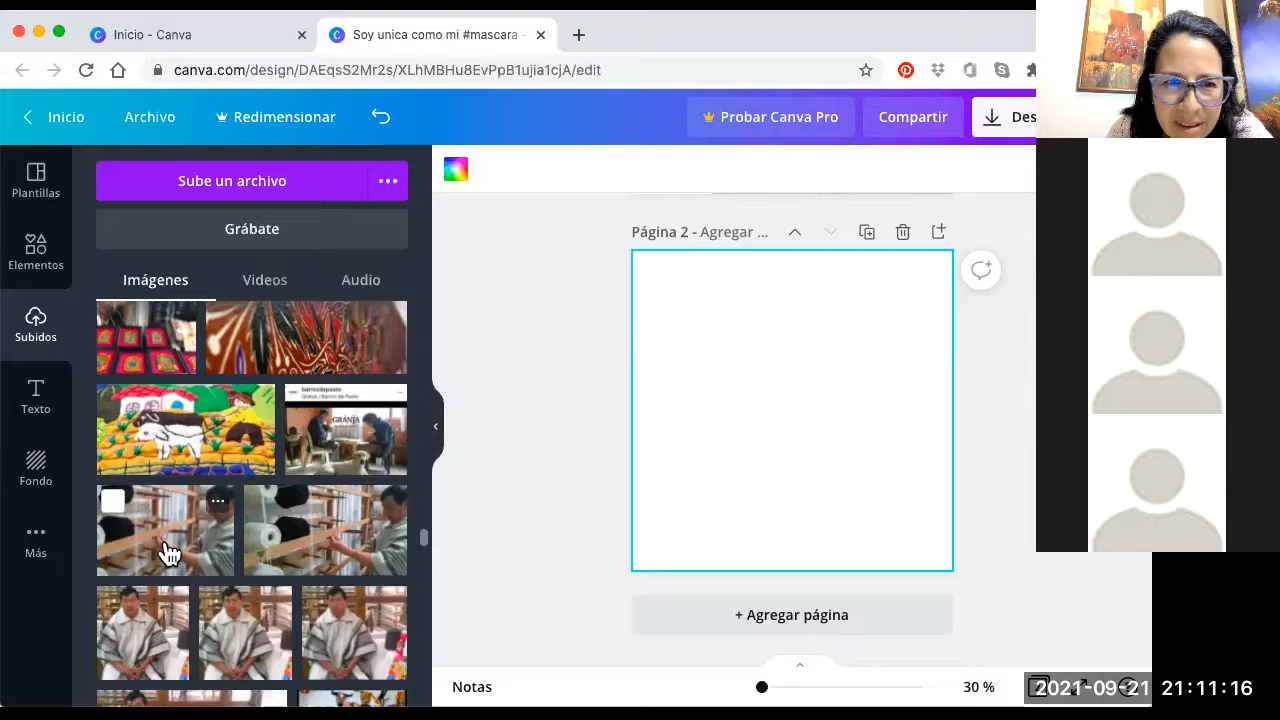 Inicio - Canva
Soy unica como mi #mascara -
canva.com/design/DAEqsS2Mr2s/XLhMBHu8EvPpB1ujia1cjA/edit
Inicio
Archivo
Redimensionar
Probar Canva Pro
Compartir
Des
Plantillas
Elementos
Subidos
Texto
Fondo
Más
Sube un archivo
Grábate
Imágenes
Videos
Audio
barriodepasto
GRANJA
Página 2 - Agregar ...
+ Agregar página
Notas
30 %
2021-09-21 21:11:16